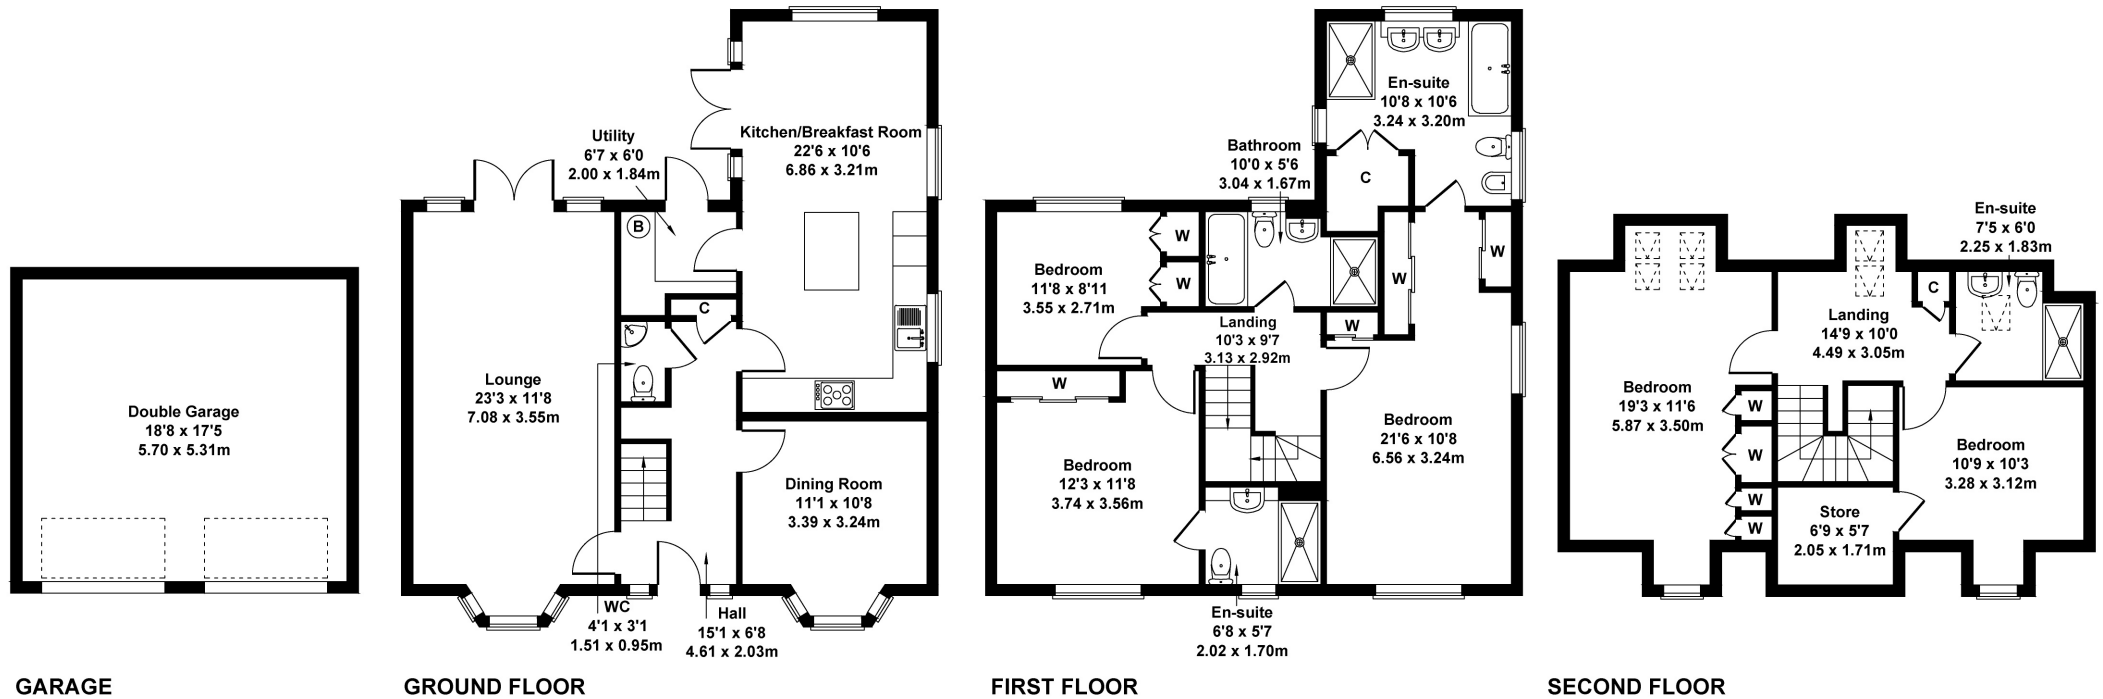 Double Garage
18'8 x 17'5
5.70 x 5.31m
GARAGE
Utility
6'7 x 6'0
2.00 x 1.84m
Kitchen/Breakfast Room
22'6 x 10'6
6.86 x 3.21m
B
C
Lounge
23'3 x 11'8
7.08 x 3.55m
Dining Room
11'1 x 10'8
3.39 x 3.24m
WC
4'1 x 3'1
1.51 x 0.95m
Hall
15'1 x 6'8
4.61 x 2.03m
GROUND FLOOR
En-suite
10'8 x 10'6
3.24 x 3.20m
Bathroom
10'0 x 5'6
3.04 x 1.67m
C
W
W
W
W
Bedroom
11'8 x 8'11
3.55 x 2.71m
Landing
10'3 x 9'7
3.13 x 2.92m
W
W
Bedroom
21'6 x 10'8
6.56 x 3.24m
Bedroom
12'3 x 11'8
3.74 x 3.56m
En-suite
6'8 x 5'7
2.02 x 1.70m
FIRST FLOOR
En-suite
7'5 x 6'0
2.25 x 1.83m
C
Landing
14'9 x 10'0
4.49 x 3.05m
Bedroom
19'3 x 11'6
5.87 x 3.50m
W
W
W
W
Bedroom
10'9 x 10'3
3.28 x 3.12m
Store
6'9 x 5'7
2.05 x 1.71m
SECOND FLOOR